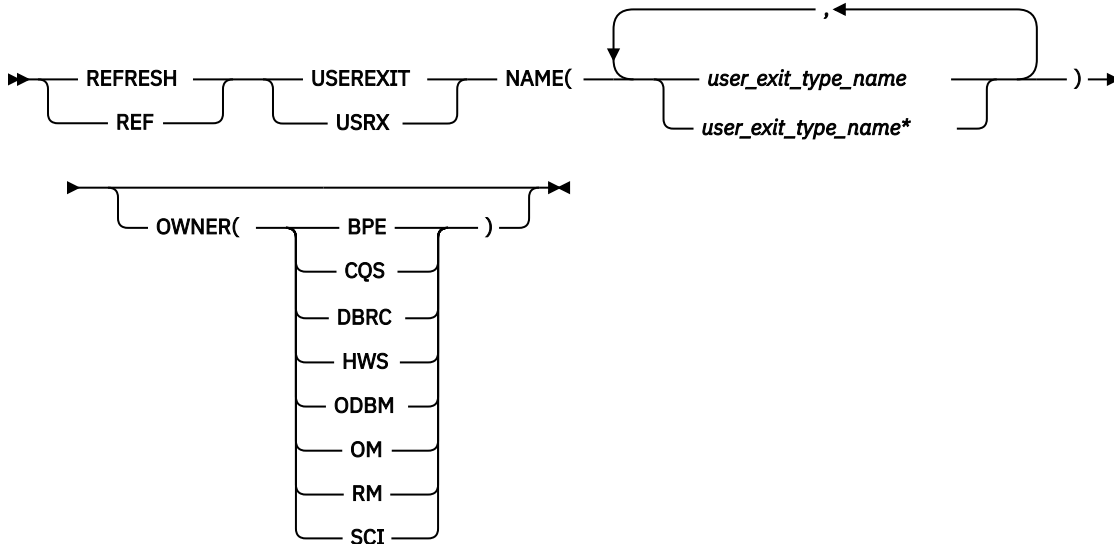 ,
REFRESH USEREXIT NAME( user_exit_type_name )
REF USRX user_exit_type_name*
OWNER( BPE )
CQS
DBRC
HWS
ODBM
OM
RM
SCI